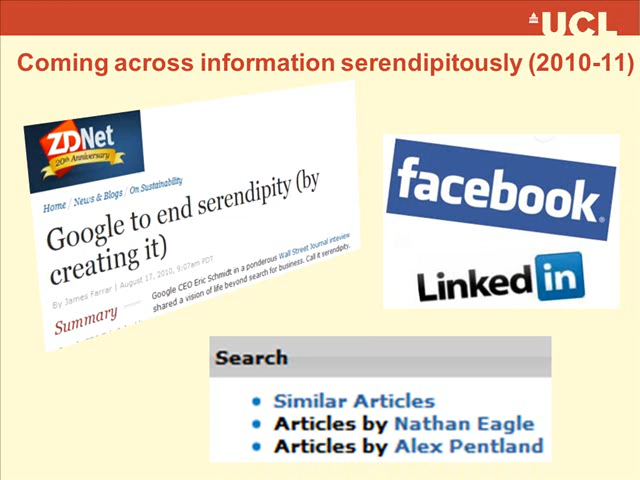 UCL
Coming across information serendipitously (2010-11)
ZDNet
20th Anniversary
Home / News & Blogs / On Sustainability
Google to end serendipity (by
creating it)
By James Farrar | August 17, 2010, 9:07am PDT
Summary
Google CEO Eric Schmidt in a ponderous Wall Street Journal interview
shared a vision of life beyond search for business. Call it serendipity.
facebook®
Linked in
Search
• Similar Articles
• Articles by Nathan Eagle
• Articles by Alex Pentland